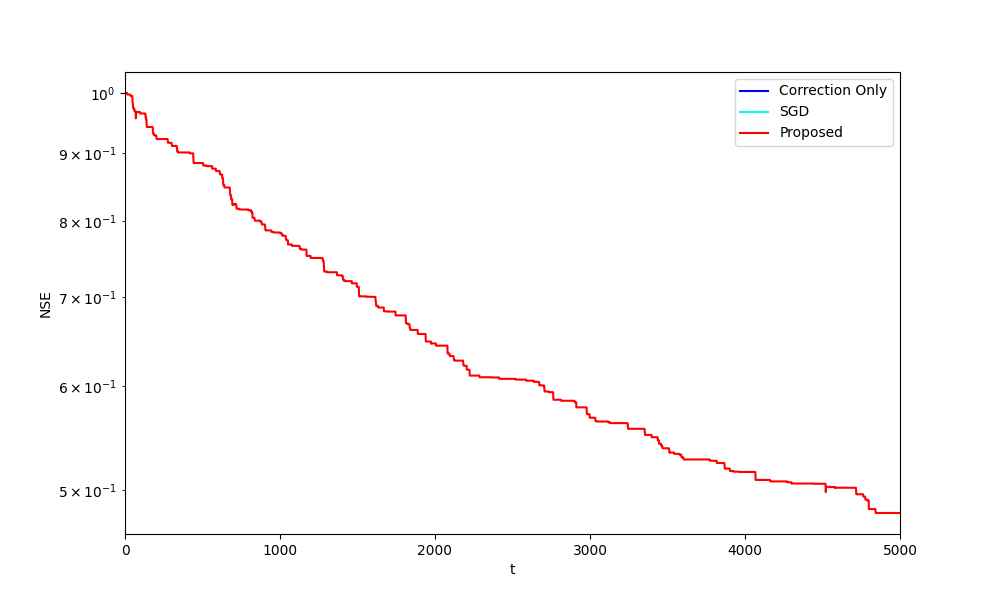 Correction Only
SGD
Proposed
10⁰
9 × 10⁻¹
8 × 10⁻¹
7 × 10⁻¹
6 × 10⁻¹
5 × 10⁻¹
NSE
0 1000 2000 3000 4000 5000
t